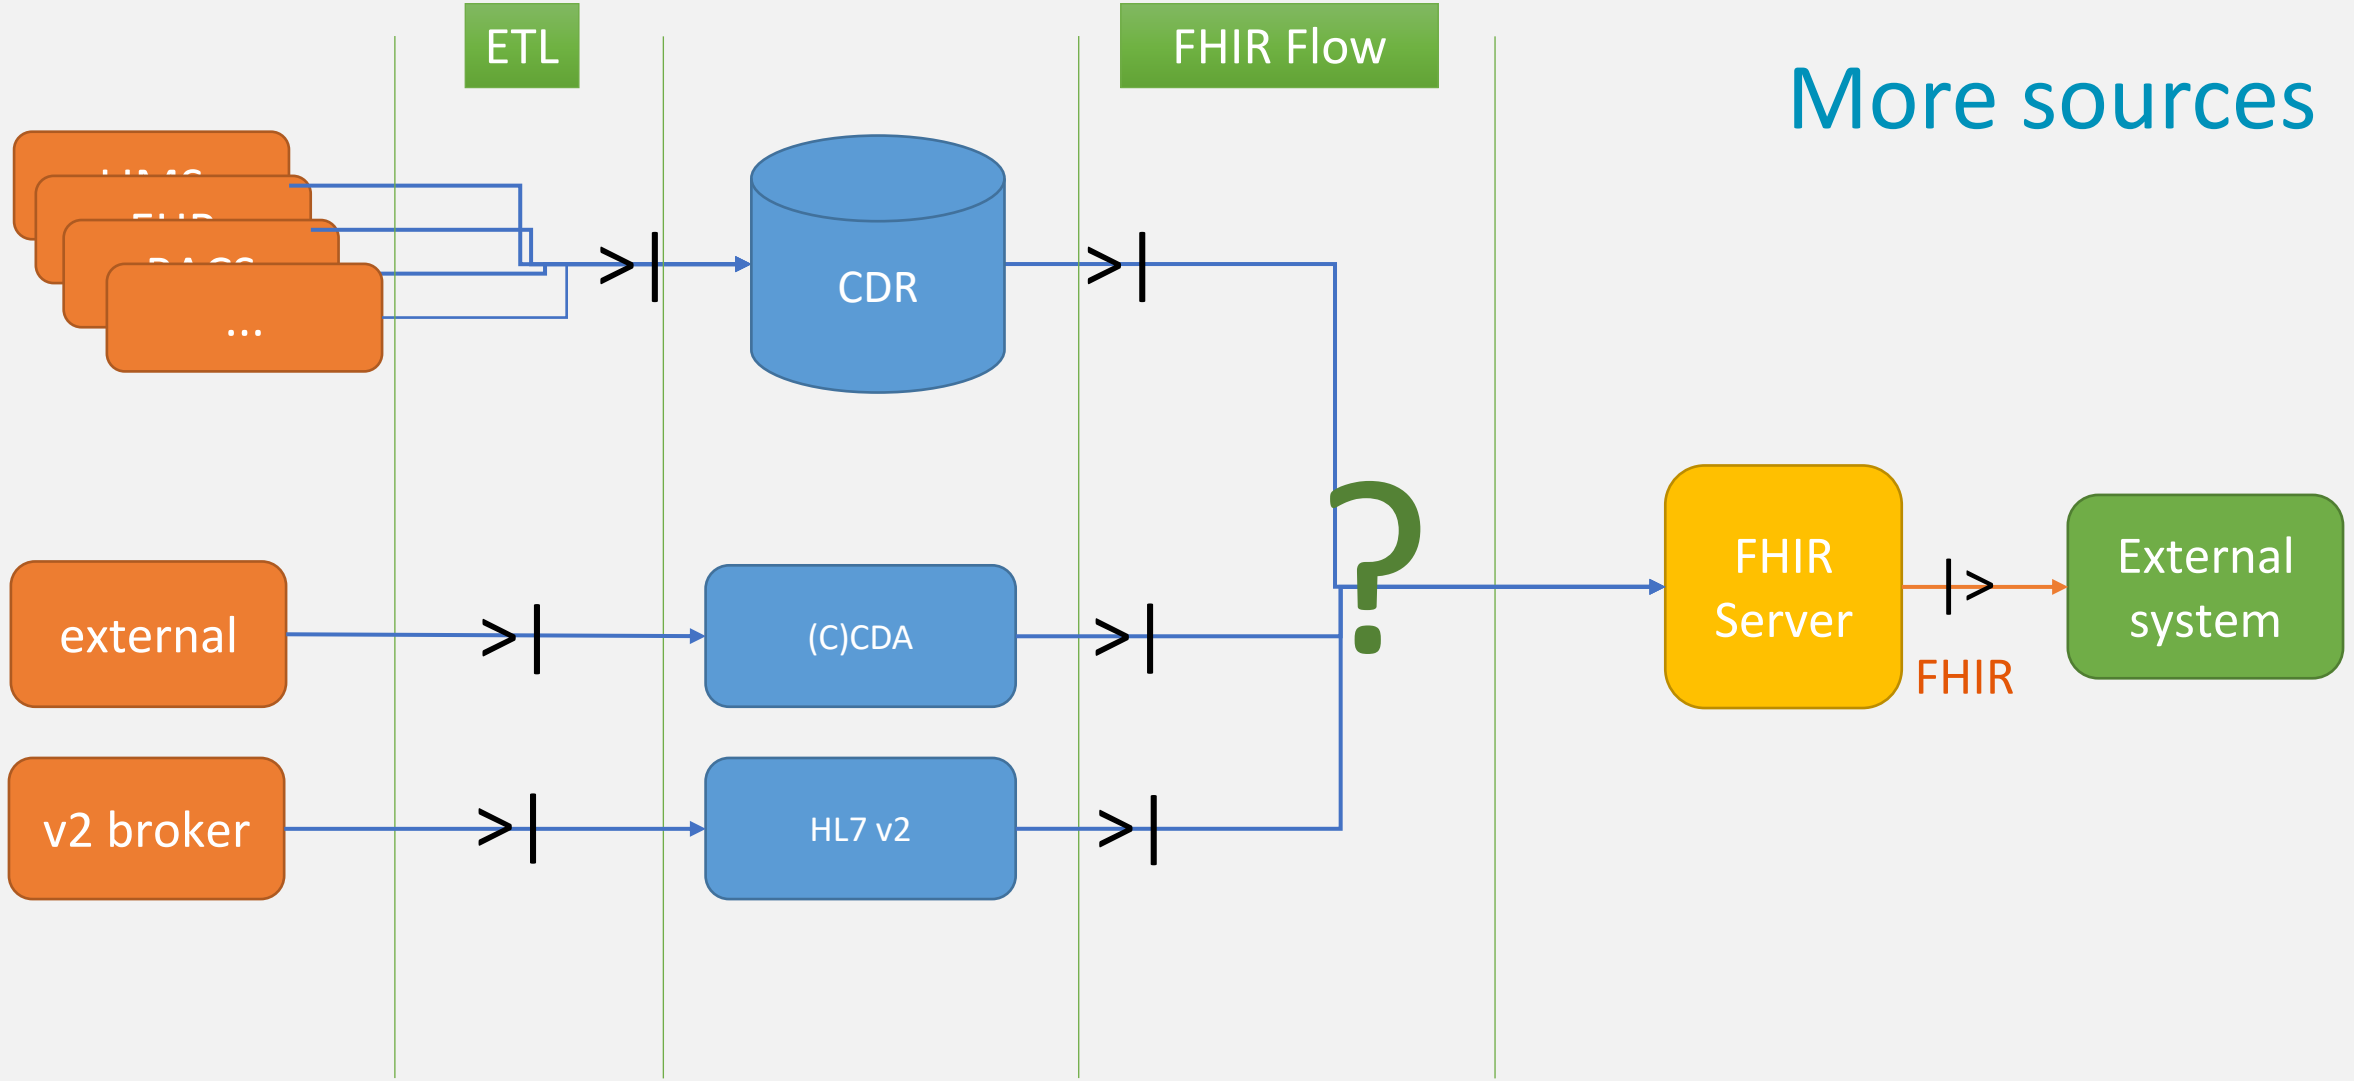 ETL
FHIR Flow
More sources
...
CDR
>|
>|
?
external
>|
(C)CDA
>|
FHIR
Server
|>
FHIR
External
system
v2 broker
>|
HL7 v2
>|